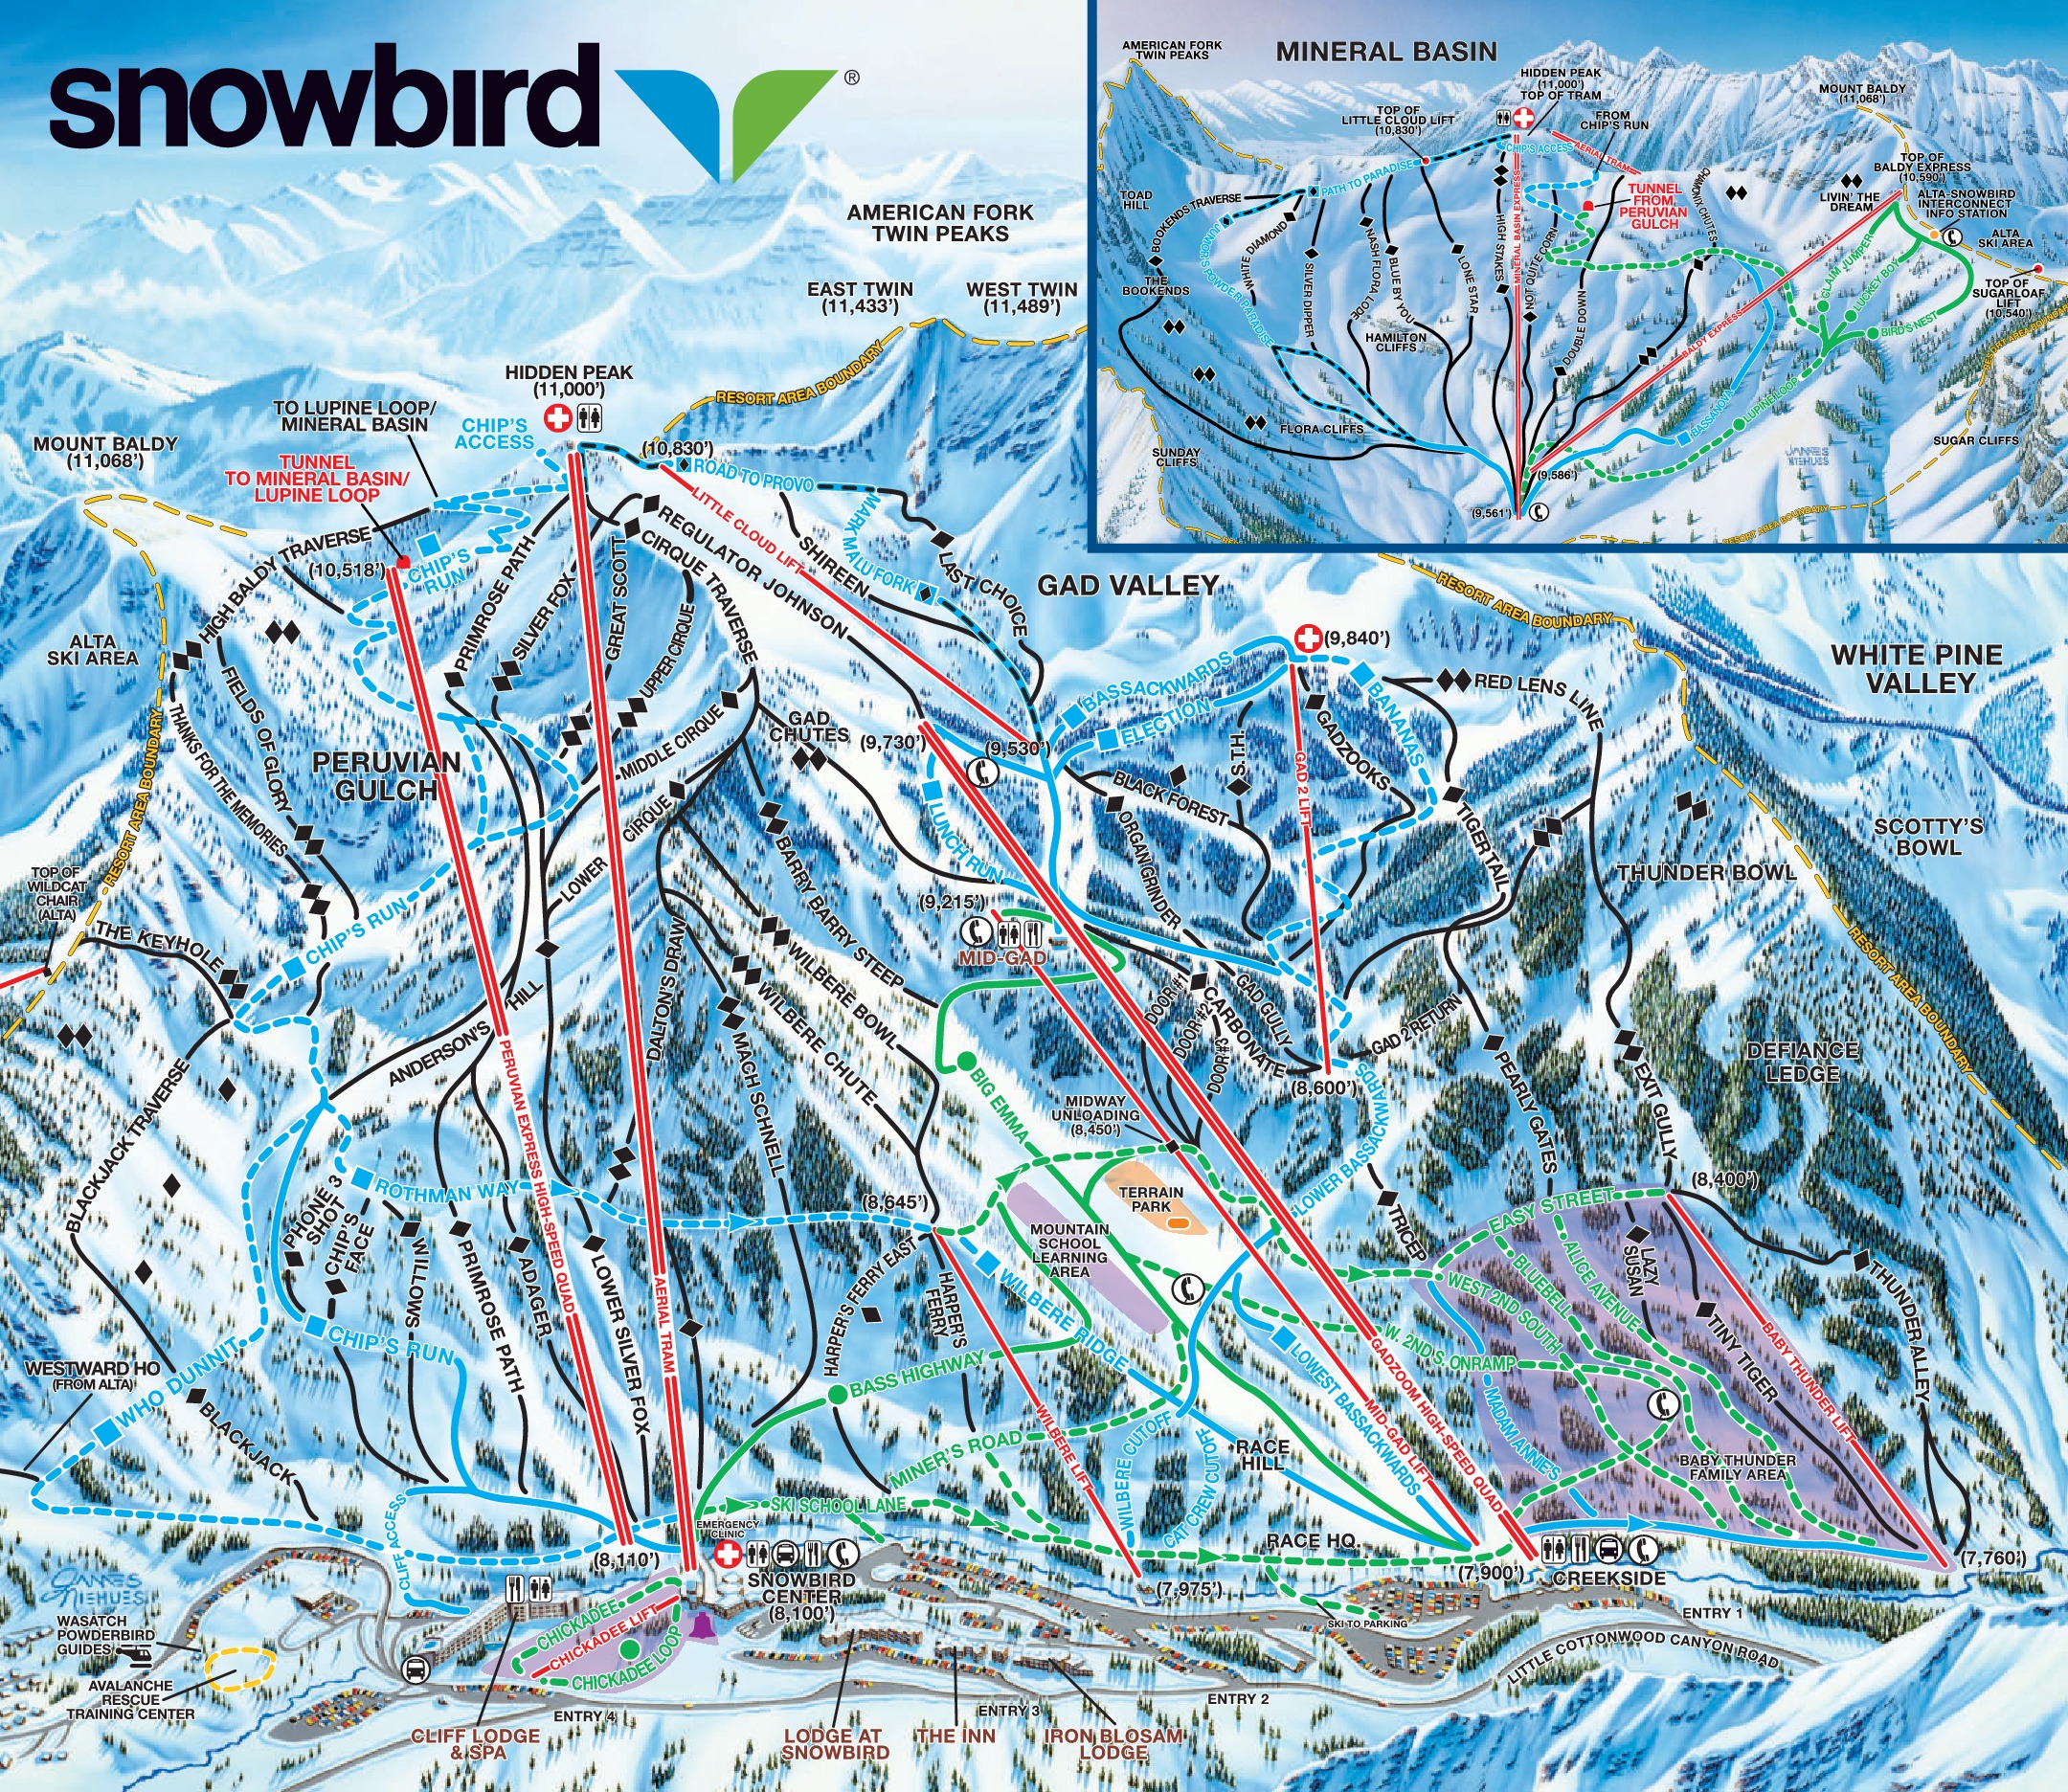 snowbird
®
AMERICAN FORK
TWIN PEAKS
EAST TWIN
(11,433')
WEST TWIN
(11,489')
RESORT AREA BOUNDARY
HIDDEN PEAK
(11,000')
TO LUPINE LOOP/
MINERAL BASIN
CHIP'S
ACCESS
MOUNT BALDY
(11,068')
TUNNEL
TO MINERAL BASIN/
LUPINE LOOP
(10,830')
ROAD TO PROVO
HIGH BALDY TRAVERSE
(10,518')
CHIP'S
RUN
PRIMROSE PATH
SILVER FOX
GREAT SCOTT
UPPER CIRQUE
REGULATOR JOHNSON
CIRQUE TRAVERSE
LITTLE CLOUD LIFT
SHIREEN
MARK MALU FORK
LAST CHOICE
GAD VALLEY
ALTA
SKI AREA
FIELDS OF GLORY
THANKS FOR THE MEMORIES
RESORT AREA BOUNDARY
PERUVIAN
GULCH
MIDDLE CIRQUE
LOWER CIRQUE
GAD
CHUTES
(9,730')
(9,530')
BASSACKWARDS
ELECTION
(9,840')
BANANAS
RED LENS LINE
GADZOOKS
GAD 2 LIFT
S.T.H.
BLACK FOREST
ORGANGRINDER
TIGER TAIL
LUNCH RUN
RESORT AREA BOUNDARY
WHITE PINE
VALLEY
SCOTTY'S
BOWL
THUNDER BOWL
RESORT AREA BOUNDARY
DEFIANCE
LEDGE
TOP OF
WILDCAT
CHAIR
(ALTA)
THE KEYHOLE
CHIP'S RUN
ANDERSON'S HILL
DALTON'S DRAW
BARRY BARRY STEEP
WILBERE BOWL
WILBERE CHUTE
MACH SCHNELL
(9,215')
MID-GAD
DOOR #1
DOOR #2
DOOR #3
CARBONATE
GAD GULLY
(8,600')
GAD 2 RETURN
BIG EMMA
MIDWAY
UNLOADING
(8,450')
LOWER BASSACKWARDS
PEARLY GATES
EXIT GULLY
BLACKJACK TRAVERSE
PERUVIAN EXPRESS HIGH-SPEED QUAD
AERIAL TRAM
ROTHMAN WAY
PHONE 3
SHOT
CHIP'S
FACE
WILLOWS
PRIMROSE PATH
ADAGER
LOWER SILVER FOX
(8,645')
TERRAIN
PARK
MOUNTAIN
SCHOOL
LEARNING
AREA
HARPER'S FERRY EAST
HARPER'S
FERRY
WILBERE RIDGE
TRICEP
EASY STREET
(8,400')
WEST 2ND SOUTH
BLUEBELL
ALICE AVENUE
LAZY
SUSAN
TINY TIGER
BABY THUNDER LIFT
THUNDER ALLEY
CHIP'S RUN
WHO DUNNIT
WESTWARD HO
(FROM ALTA)
BLACKJACK
BASS HIGHWAY
W. 2ND S. ONRAMP
LOWEST BASSACKWARDS
MID-GAD LIFT
GADZOOM HIGH-SPEED QUAD
MADAM ANNIE'S
BABY THUNDER
FAMILY AREA
MINER'S ROAD
WILBERE LIFT
WILBERE CUTOFF
CAT CREW CUTOFF
RACE
HILL
SKI SCHOOL LANE
CLIFF ACCESS
EMERGENCY
CLINIC
(8,110')
SNOWBIRD
CENTER
(8,100')
RACE HQ.
(7,975')
(7,900')
CREEKSIDE
(7,760')
SKI TO PARKING
ENTRY 1
LITTLE COTTONWOOD CANYON ROAD
JAMES
NIEHUES
WASATCH
POWDERBIRD
GUIDES
AVALANCHE
RESCUE
TRAINING CENTER
CHICKADEE
CHICKADEE LIFT
CHICKADEE LOOP
ENTRY 4
ENTRY 3
ENTRY 2
CLIFF LODGE
& SPA
LODGE AT
SNOWBIRD
THE INN
IRON BLOSAM
LODGE
MINERAL BASIN
AMERICAN FORK
TWIN PEAKS
HIDDEN PEAK
(11,000')
TOP OF TRAM
TOP OF
LITTLE CLOUD LIFT
(10,830')
FROM
CHIP'S RUN
CHIP'S ACCESS
AERIAL TRAM
MOUNT BALDY
(11,068')
TOP OF
BALDY EXPRESS
(10,590')
LIVIN' THE
DREAM
ALTA-SNOWBIRD
INTERCONNECT
INFO STATION
ALTA
SKI AREA
TOP OF
SUGARLOAF
LIFT
(10,540')
TOAD
HILL
BOOKENDS TRAVERSE
PATH TO PARADISE
TUNNEL
FROM
PERUVIAN
GULCH
CHAMONIX CHUTES
THE
BOOKENDS
JUNIOR'S POWDER PARADISE
WHITE DIAMOND
SILVER DIPPER
NASH FLORA LODE
BLUE BY YOU
LONE STAR
HIGH STAKES
MINERAL BASIN EXPRESS
NOT QUITE CORN
DOUBLE DOWN
HAMILTON
CLIFFS
BALDY EXPRESS
CLAIM JUMPER
LUCKEY BOY
BIRD'S NEST
BASSANOVA
LUPINE LOOP
FLORA CLIFFS
SUNDAY
CLIFFS
SUGAR CLIFFS
JAMES
NIEHUES
(9,586')
(9,561')
RESORT AREA BOUNDARY
RESORT AREA BOUNDARY